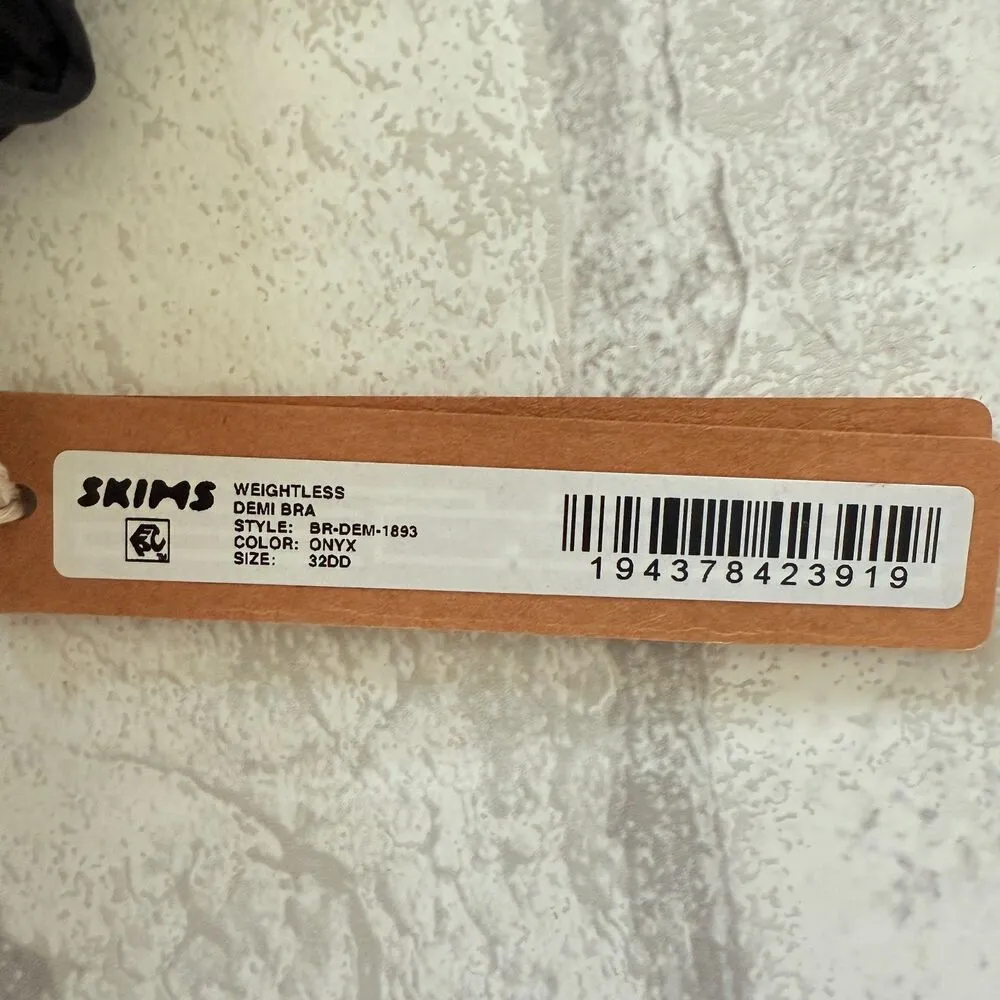 SKIMS
WEIGHTLESS
DEMI BRA
STYLE: BR-DEM-1893
COLOR: ONYX
SIZE: 32DD
194378423919